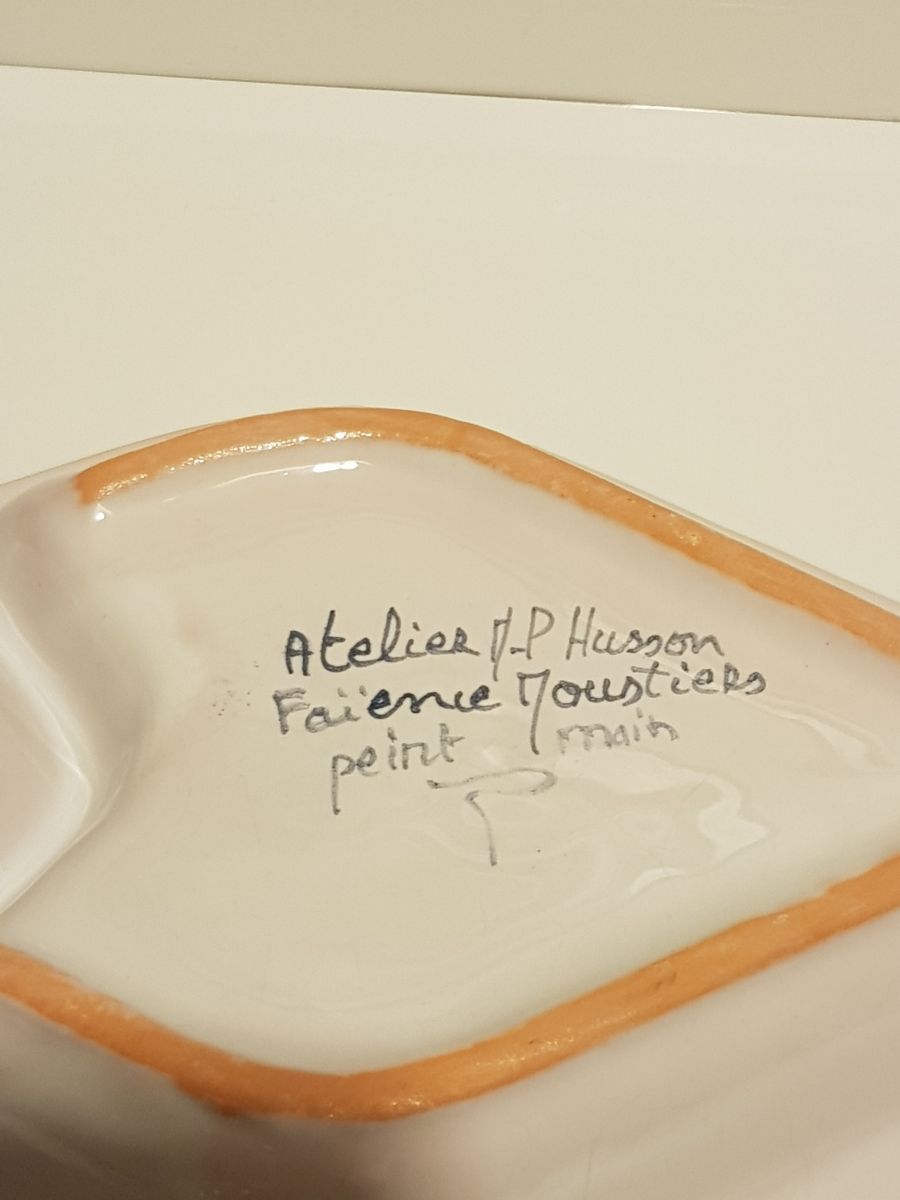 Atelier J.P Husson
Faïence Moustiers
peint main